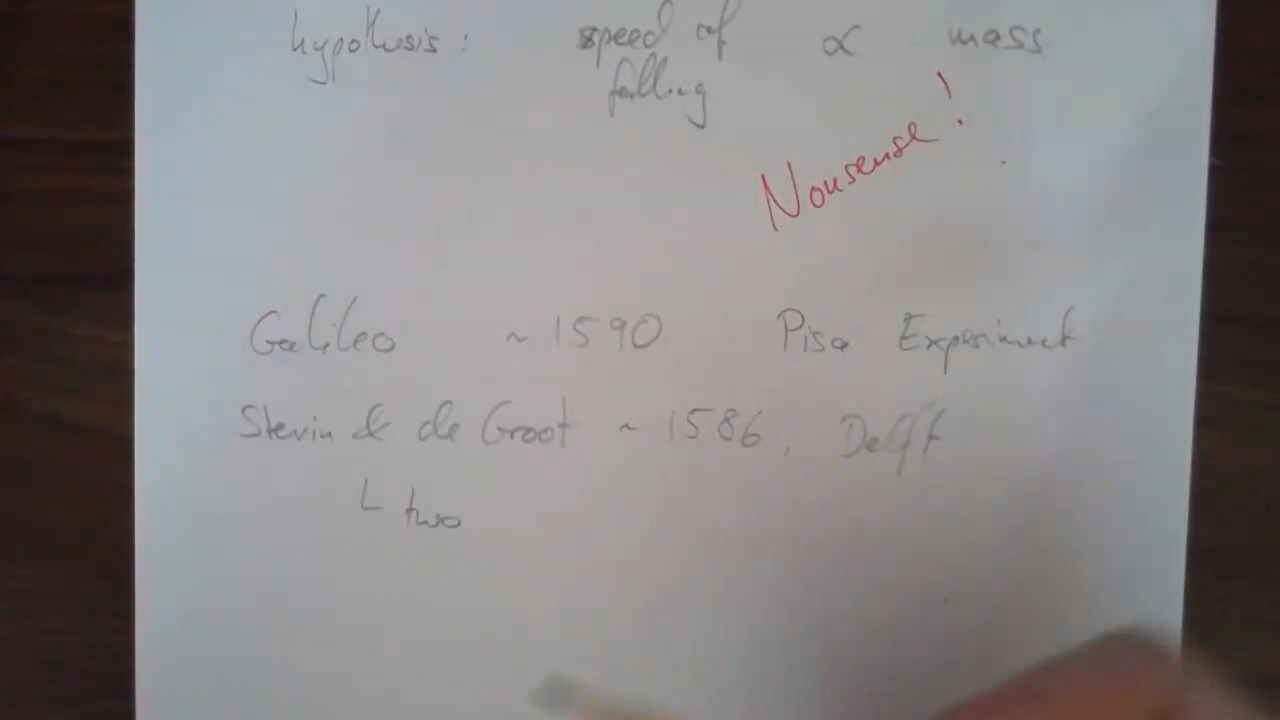 hypothesis: speed of ∝ mass
falling
Nonsense!
Galileo ~1590 Pisa Experiment
Stevin & de Groot ~ 1586, Delft
└ two